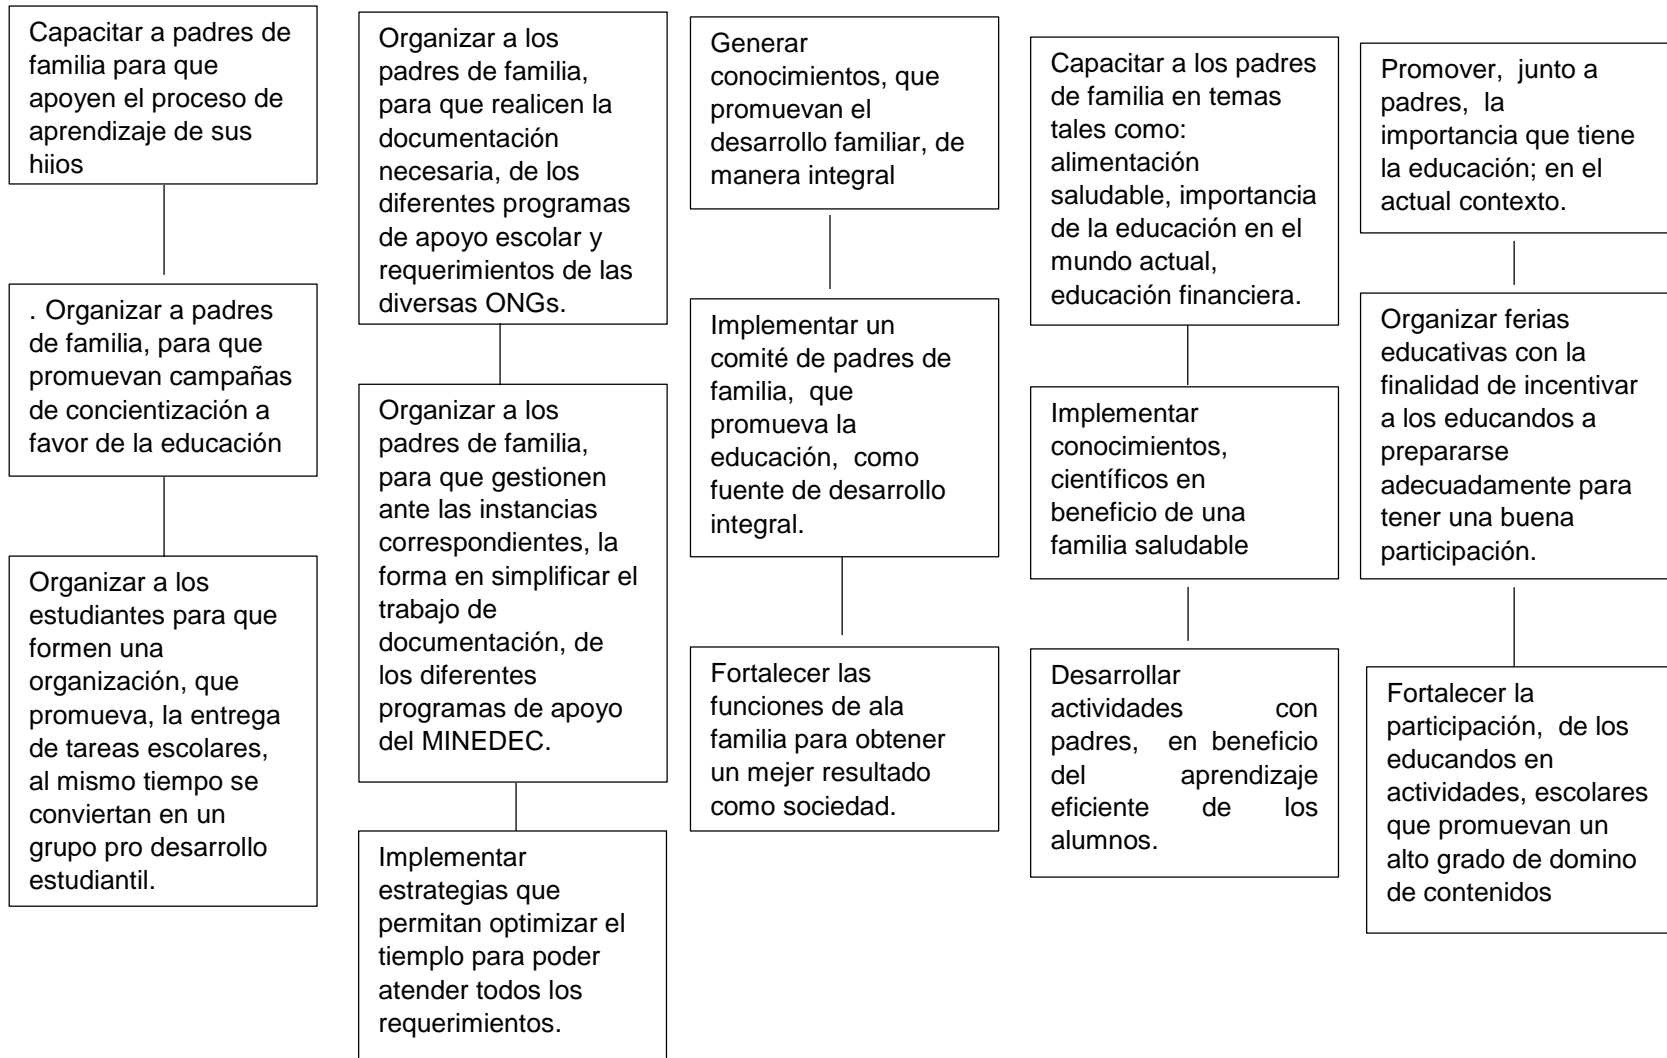 Capacitar a padres de
familia para que
apoyen el proceso de
aprendizaje de sus
hijos
. Organizar a padres
de familia, para que
promuevan campañas
de concientización a
favor de la educación
Organizar a los
estudiantes para que
formen una
organización, que
promueva, la entrega
de tareas escolares,
al mismo tiempo se
conviertan en un
grupo pro desarrollo
estudiantil.
Organizar a los
padres de familia,
para que realicen la
documentación
necesaria, de los
diferentes programas
de apoyo escolar y
requerimientos de las
diversas ONGs.
Organizar a los
padres de familia,
para que gestionen
ante las instancias
correspondientes, la
forma en simplificar el
trabajo de
documentación, de
los diferentes
programas de apoyo
del MINEDEC.
Implementar
estrategias que
permitan optimizar el
tiemplo para poder
atender todos los
requerimientos.
Generar
conocimientos, que
promuevan el
desarrollo familiar, de
manera integral
Implementar un
comité de padres de
familia, que
promueva la
educación, como
fuente de desarrollo
integral.
Fortalecer las
funciones de ala
familia para obtener
un mejer resultado
como sociedad.
Capacitar a los padres
de familia en temas
tales como:
alimentación
saludable, importancia
de la educación en el
mundo actual,
educación financiera.
Implementar
conocimientos,
científicos en
beneficio de una
familia saludable
Desarrollar
actividades con
padres, en beneficio
del aprendizaje
eficiente de los
alumnos.
Promover, junto a
padres, la
importancia que tiene
la educación; en el
actual contexto.
Organizar ferias
educativas con la
finalidad de incentivar
a los educandos a
prepararse
adecuadamente para
tener una buena
participación.
Fortalecer la
participación, de los
educandos en
actividades, escolares
que promuevan un
alto grado de domino
de contenidos